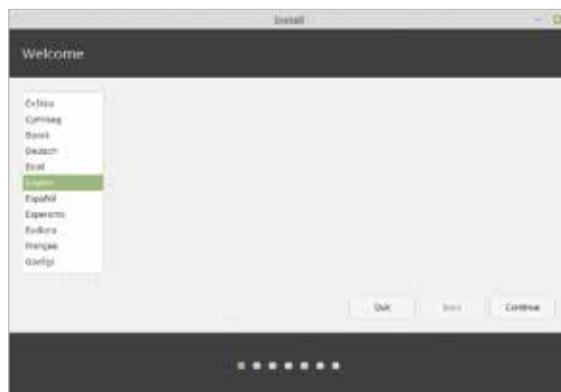 Install
Welcome
Čeština
Cymraeg
Dansk
Deutsch
Eesti
English
Español
Esperanto
Euskara
Français
Gaeilge
Quit
Back
Continue